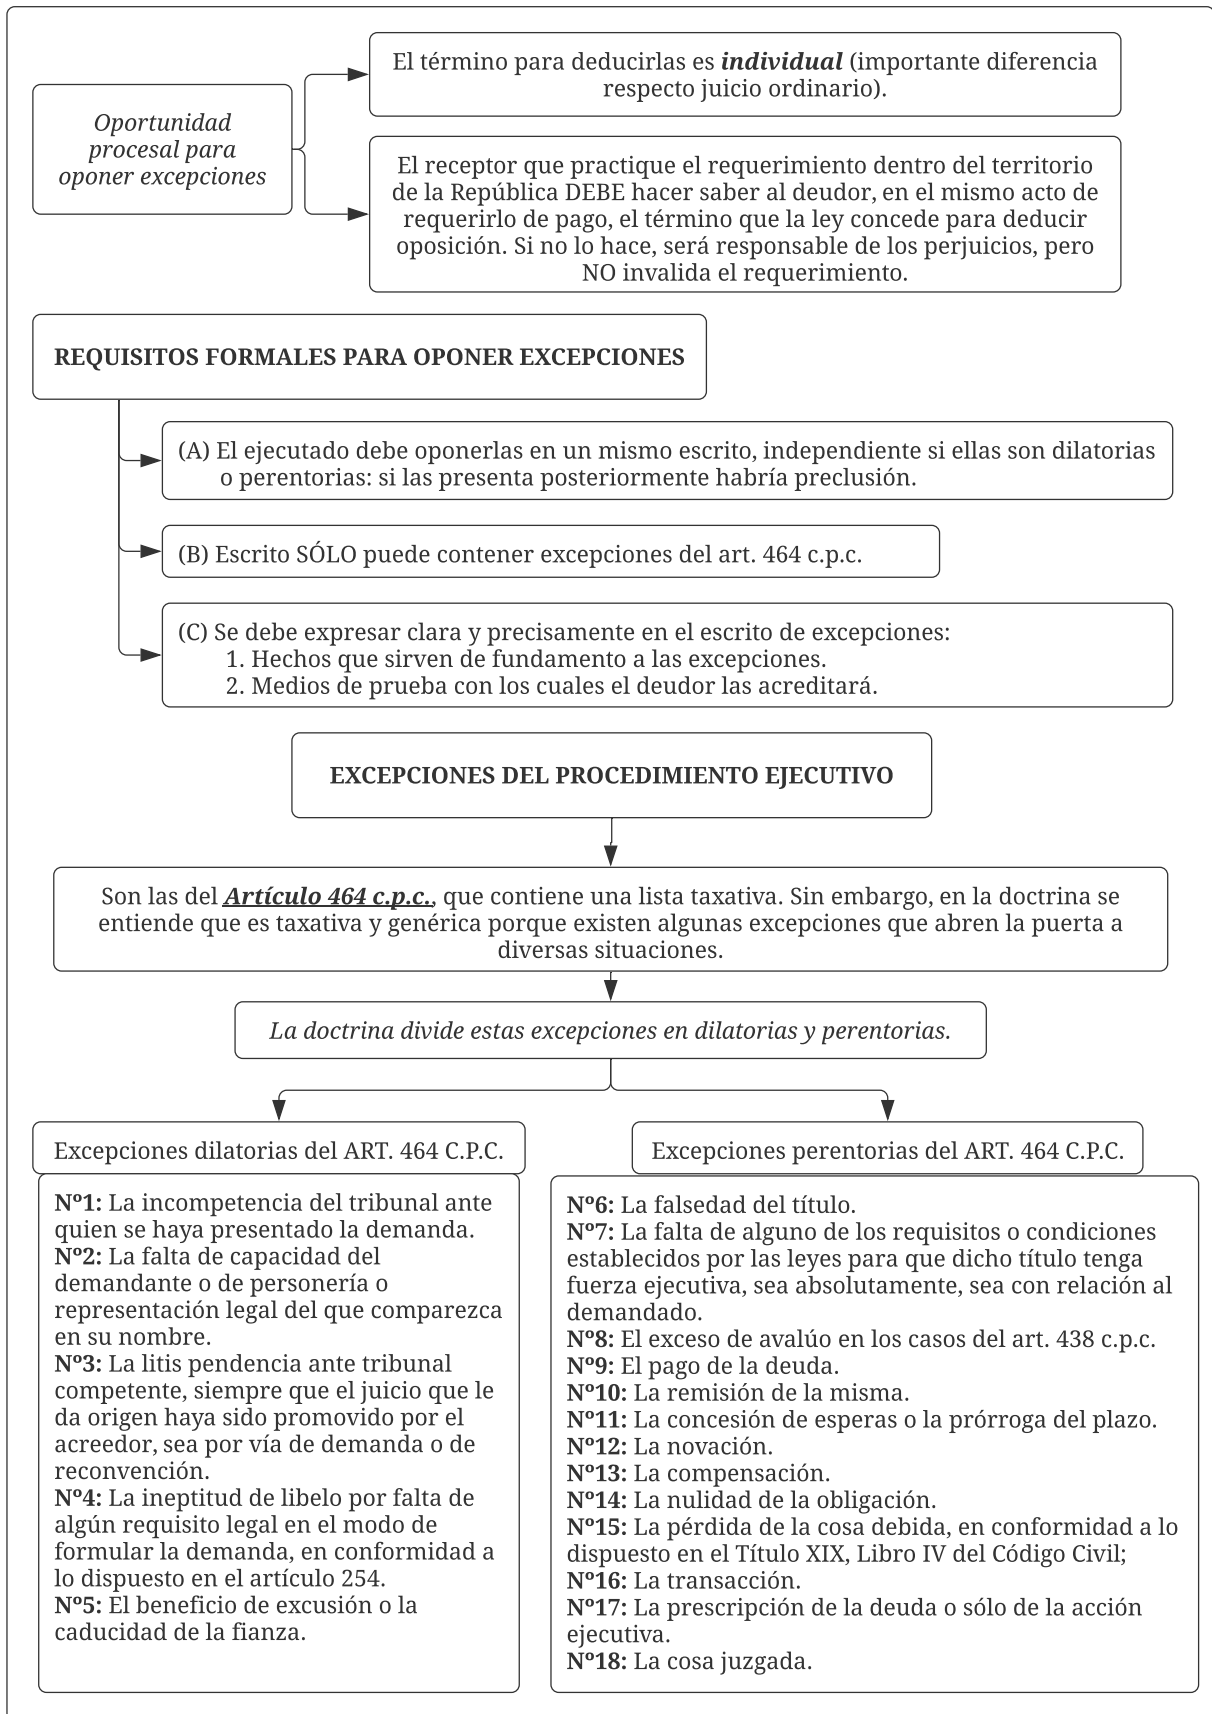 Oportunidad
procesal para
oponer excepciones
El término para deducirlas es individual (importante diferencia
respecto juicio ordinario).
El receptor que practique el requerimiento dentro del territorio
de la República DEBE hacer saber al deudor, en el mismo acto de
requerirlo de pago, el término que la ley concede para deducir
oposición. Si no lo hace, será responsable de los perjuicios, pero
NO invalida el requerimiento.
REQUISITOS FORMALES PARA OPONER EXCEPCIONES
(A) El ejecutado debe oponerlas en un mismo escrito, independiente si ellas son dilatorias
o perentorias: si las presenta posteriormente habría preclusión.
(B) Escrito SÓLO puede contener excepciones del art. 464 c.p.c.
(C) Se debe expresar clara y precisamente en el escrito de excepciones:
1. Hechos que sirven de fundamento a las excepciones.
2. Medios de prueba con los cuales el deudor las acreditará.
EXCEPCIONES DEL PROCEDIMIENTO EJECUTIVO
Son las del Artículo 464 c.p.c., que contiene una lista taxativa. Sin embargo, en la doctrina se
entiende que es taxativa y genérica porque existen algunas excepciones que abren la puerta a
diversas situaciones.
La doctrina divide estas excepciones en dilatorias y perentorias.
Excepciones dilatorias del ART. 464 C.P.C.
Nº1: La incompetencia del tribunal ante
quien se haya presentado la demanda.
Nº2: La falta de capacidad del
demandante o de personería o
representación legal del que comparezca
en su nombre.
Nº3: La litis pendencia ante tribunal
competente, siempre que el juicio que le
da origen haya sido promovido por el
acreedor, sea por vía de demanda o de
reconvención.
Nº4: La ineptitud de libelo por falta de
algún requisito legal en el modo de
formular la demanda, en conformidad a
lo dispuesto en el artículo 254.
Nº5: El beneficio de excusión o la
caducidad de la fianza.
Excepciones perentorias del ART. 464 C.P.C.
Nº6: La falsedad del título.
Nº7: La falta de alguno de los requisitos o condiciones
establecidos por las leyes para que dicho título tenga
fuerza ejecutiva, sea absolutamente, sea con relación al
demandado.
Nº8: El exceso de avalúo en los casos del art. 438 c.p.c.
Nº9: El pago de la deuda.
Nº10: La remisión de la misma.
Nº11: La concesión de esperas o la prórroga del plazo.
Nº12: La novación.
Nº13: La compensación.
Nº14: La nulidad de la obligación.
Nº15: La pérdida de la cosa debida, en conformidad a lo
dispuesto en el Título XIX, Libro IV del Código Civil;
Nº16: La transacción.
Nº17: La prescripción de la deuda o sólo de la acción
ejecutiva.
Nº18: La cosa juzgada.